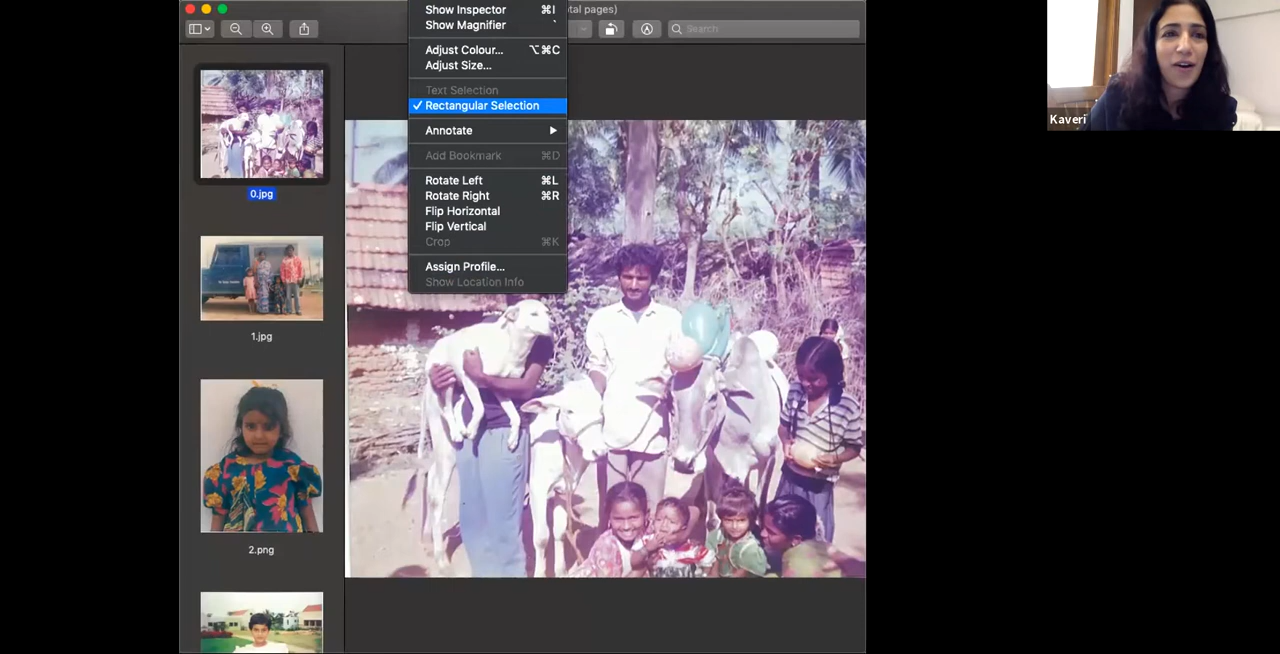 tal pages)
Search
Show Inspector ⌘I
Show Magnifier `
Adjust Colour... ⌥⌘C
Adjust Size...
Text Selection
✓ Rectangular Selection
Annotate ▶
Add Bookmark ⌘D
Rotate Left ⌘L
Rotate Right ⌘R
Flip Horizontal
Flip Vertical
Crop ⌘K
Assign Profile...
Show Location Info
0.jpg
1.jpg
2.png
Kaveri